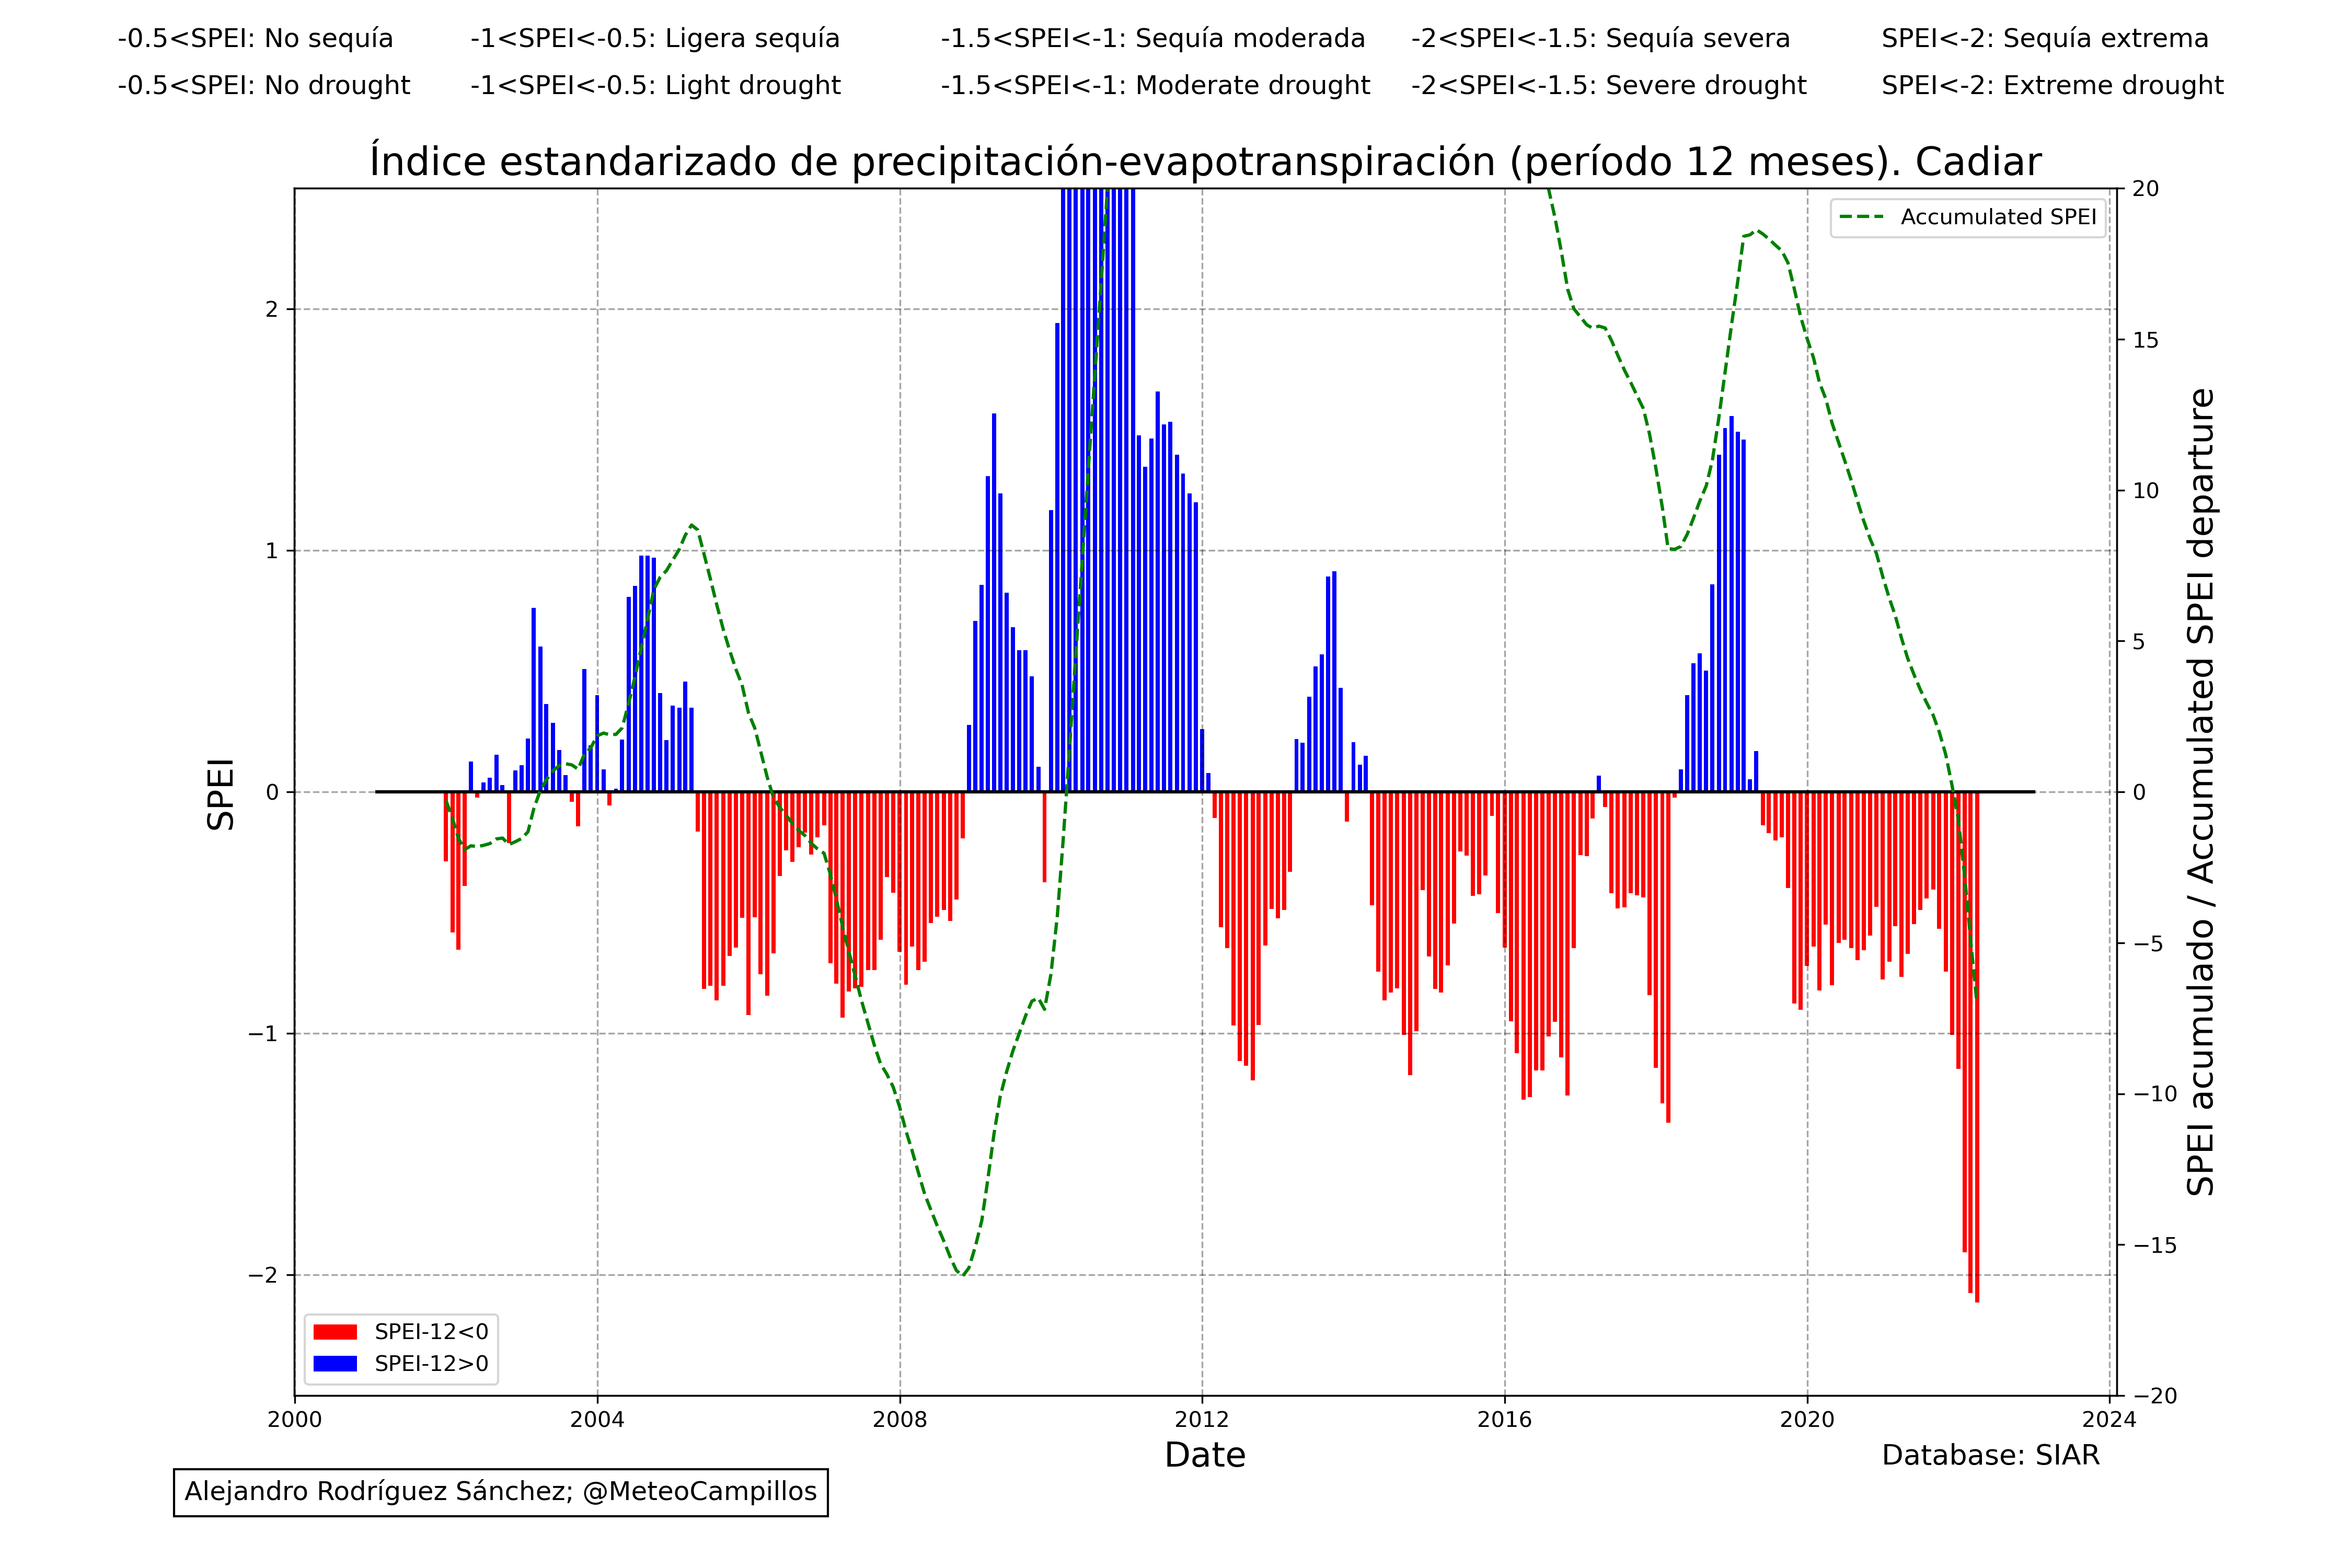 -0.5<SPEI: No sequía -1<SPEI<-0.5: Ligera sequía -1.5<SPEI<-1: Sequía moderada -2<SPEI<-1.5: Sequía severa SPEI<-2: Sequía extrema
-0.5<SPEI: No drought -1<SPEI<-0.5: Light drought -1.5<SPEI<-1: Moderate drought -2<SPEI<-1.5: Severe drought SPEI<-2: Extreme drought
Índice estandarizado de precipitación-evapotranspiración (período 12 meses). Cadiar
Accumulated SPEI
SPEI
2
1
0
−1
−2
20
15
10
5
0
−5
−10
−15
−20
SPEI acumulado / Accumulated SPEI departure
SPEI-12<0
SPEI-12>0
2000 2004 2008 2012 2016 2020 2024
Date
Database: SIAR
Alejandro Rodríguez Sánchez; @MeteoCampillos